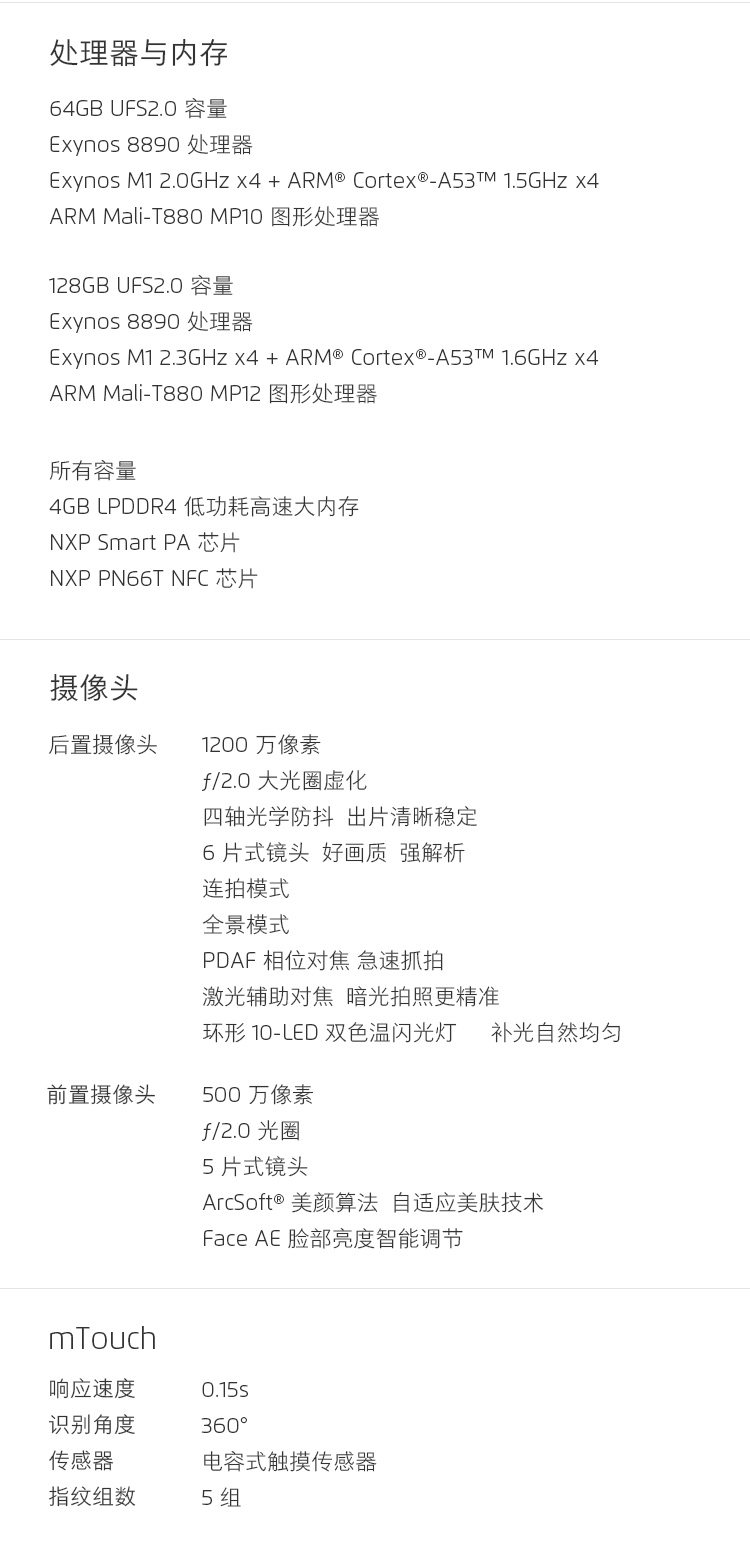 处理器与内存
64GB UFS2.0 容量
Exynos 8890 处理器
Exynos M1 2.0GHz x4 + ARM® Cortex®-A53™ 1.5GHz x4
ARM Mali-T880 MP10 图形处理器
128GB UFS2.0 容量
Exynos 8890 处理器
Exynos M1 2.3GHz x4 + ARM® Cortex®-A53™ 1.6GHz x4
ARM Mali-T880 MP12 图形处理器
所有容量
4GB LPDDR4 低功耗高速大内存
NXP Smart PA 芯片
NXP PN66T NFC 芯片
摄像头
后置摄像头 1200 万像素
ƒ/2.0 大光圈虚化
四轴光学防抖 出片清晰稳定
6 片式镜头 好画质 强解析
连拍模式
全景模式
PDAF 相位对焦 急速抓拍
激光辅助对焦 暗光拍照更精准
环形 10-LED 双色温闪光灯 补光自然均匀
前置摄像头 500 万像素
ƒ/2.0 光圈
5 片式镜头
ArcSoft® 美颜算法 自适应美肤技术
Face AE 脸部亮度智能调节
mTouch
响应速度 0.15s
识别角度 360°
传感器 电容式触摸传感器
指纹组数 5 组